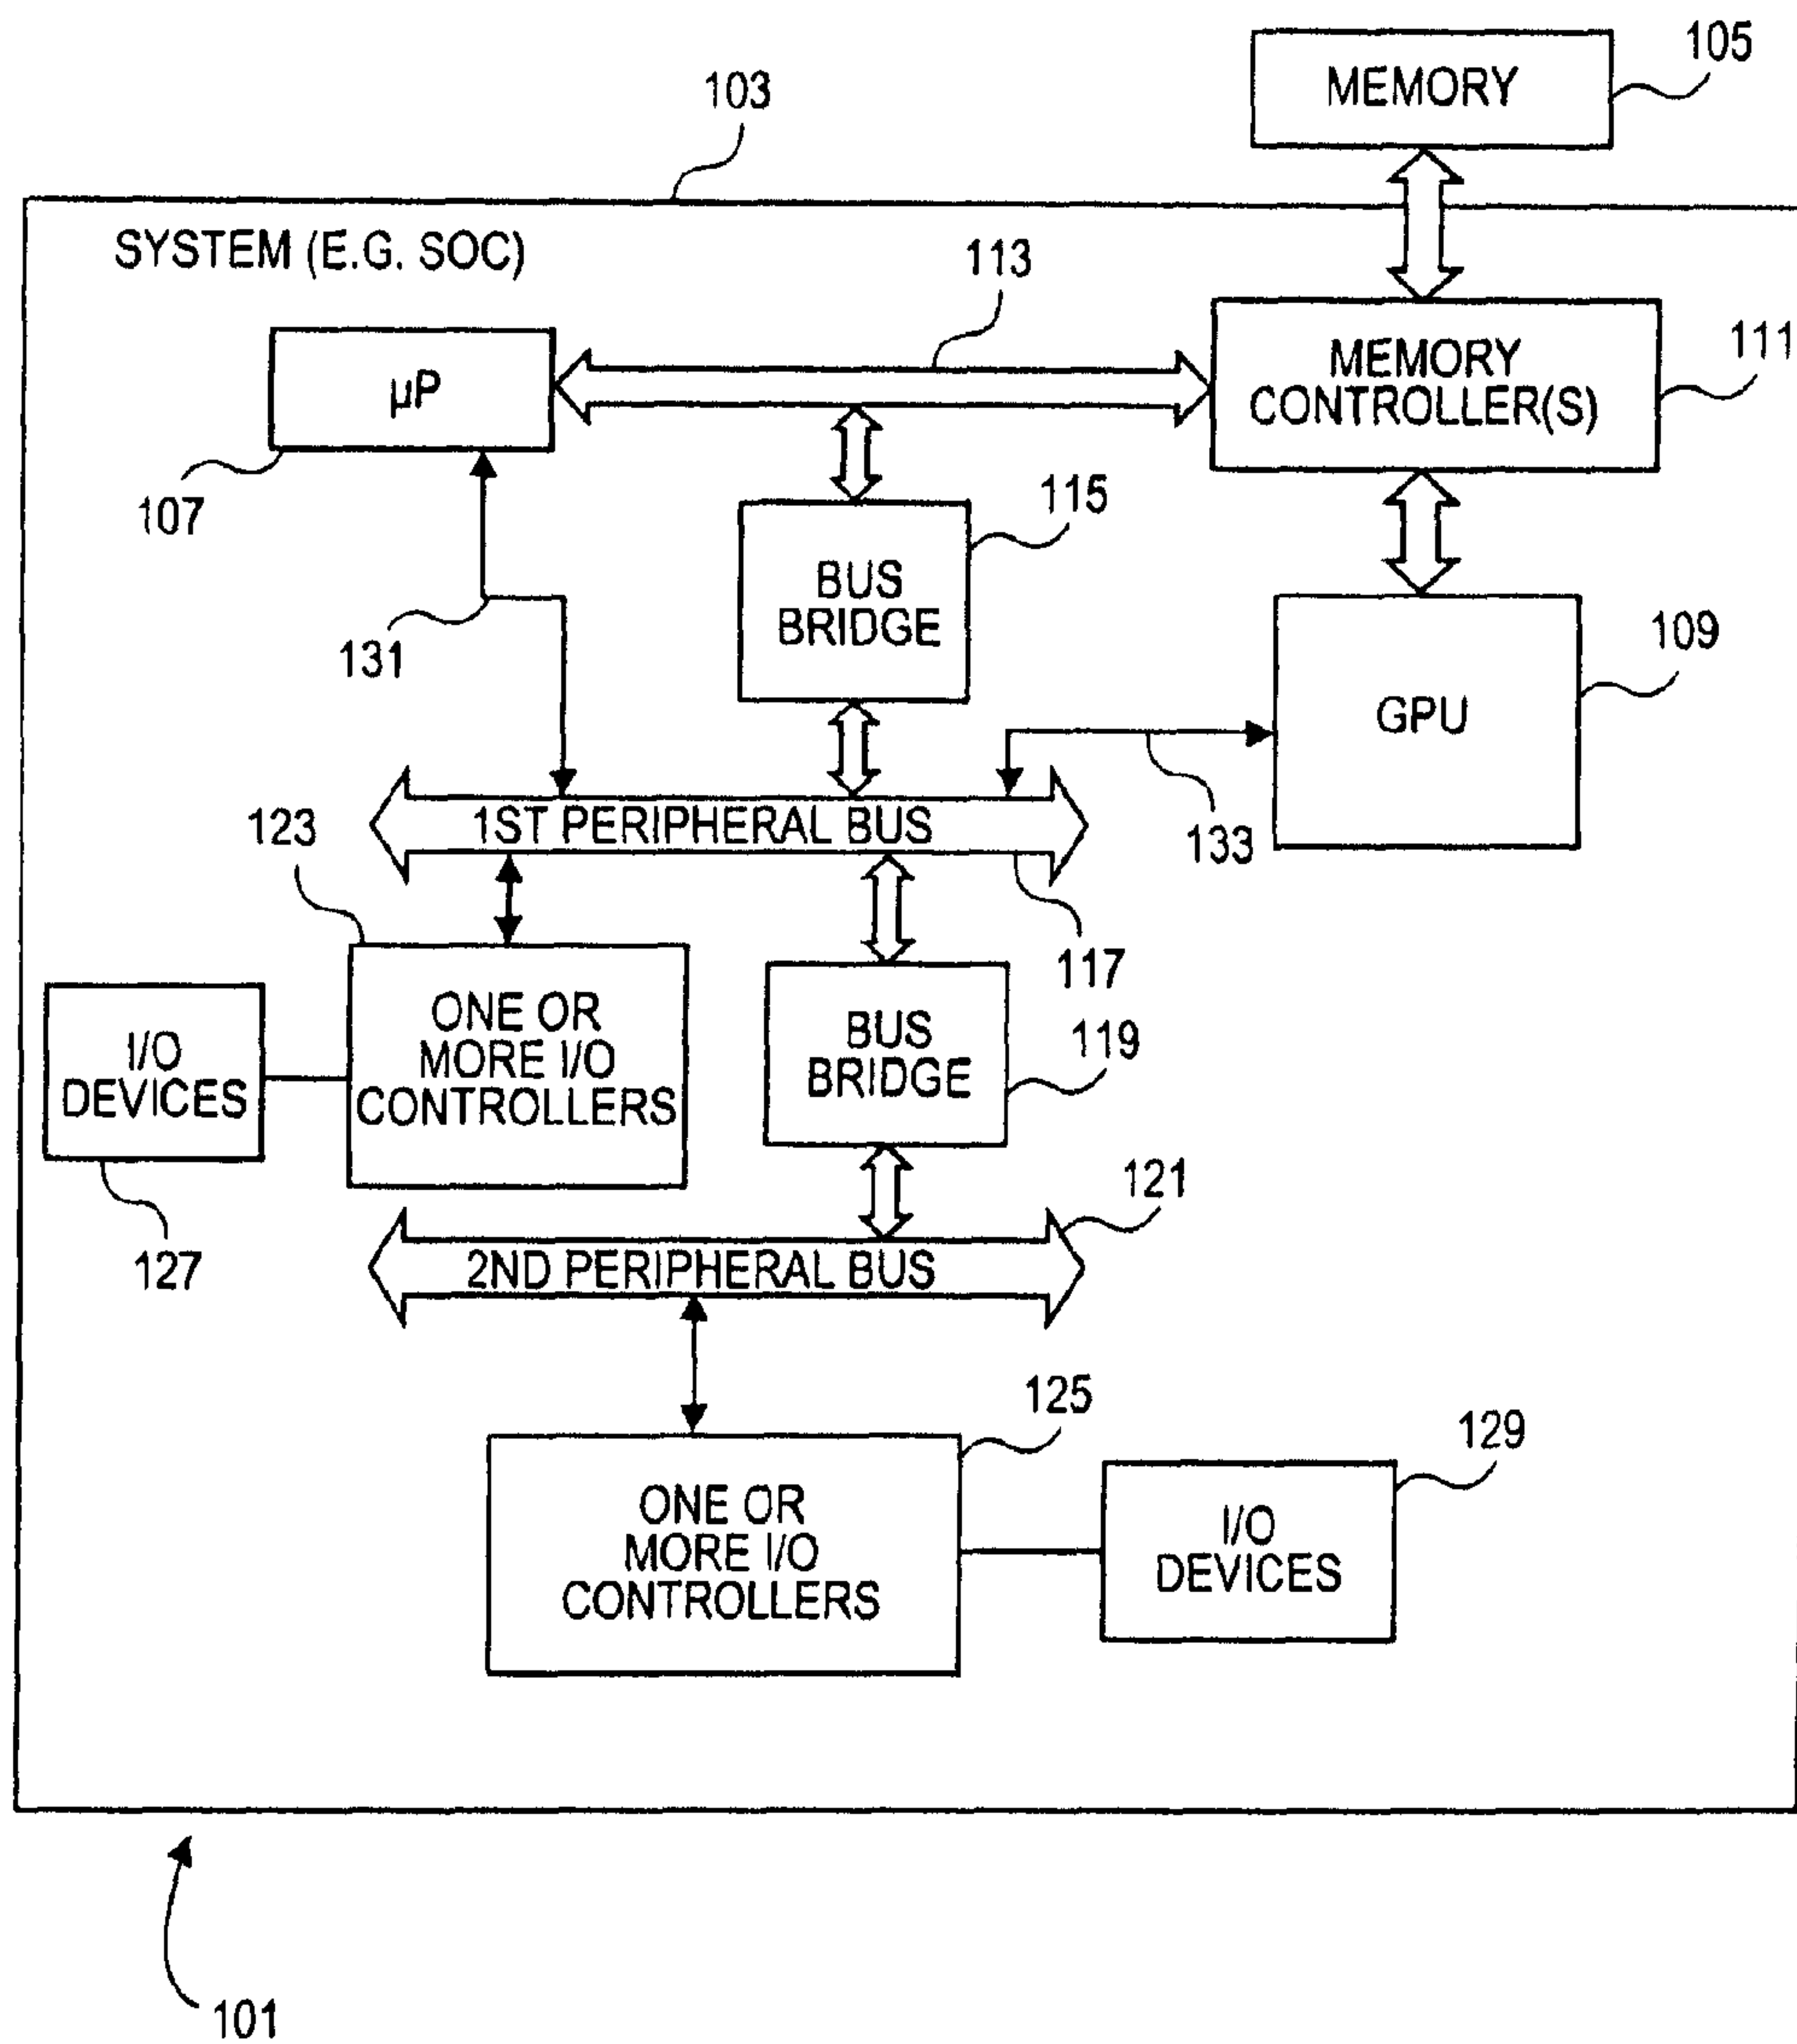 105
MEMORY
103
SYSTEM (E.G. SOC)
113
111
µP
MEMORY
CONTROLLER(S)
107
115
BUS
BRIDGE
131
109
GPU
123
1ST PERIPHERAL BUS
133
117
I/O
DEVICES
ONE OR
MORE I/O
CONTROLLERS
BUS
BRIDGE
119
127
121
2ND PERIPHERAL BUS
125
129
ONE OR
MORE I/O
CONTROLLERS
I/O
DEVICES
101